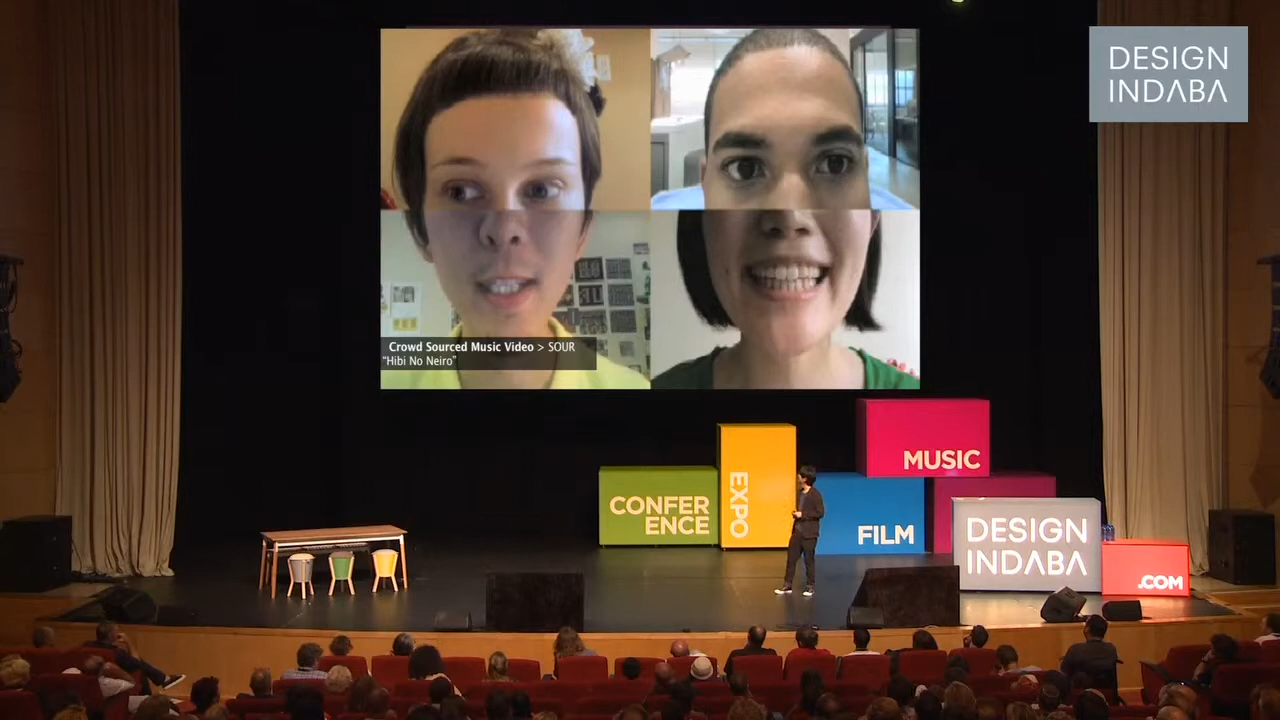 DESIGN
INDABA
Crowd Sourced Music Video > SOUR
"Hibi No Neiro"
MUSIC
CONFER
ENCE
EXPO
FILM
DESIGN
INDABA
.COM